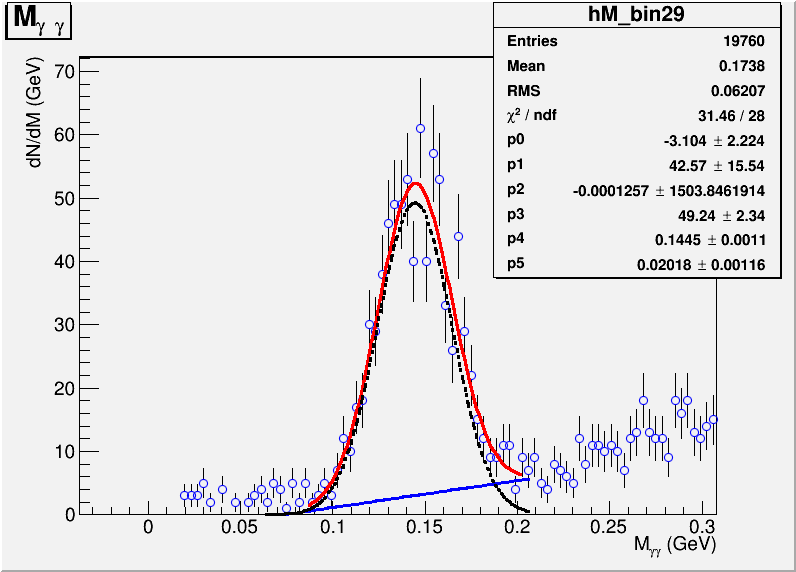 M γ γ
hM_bin29
Entries 19760
Mean 0.1738
RMS 0.06207
χ² / ndf 31.46 / 28
p0 -3.104 ± 2.224
p1 42.57 ± 15.54
p2 -0.0001257 ± 1503.8461914
p3 49.24 ± 2.34
p4 0.1445 ± 0.0011
p5 0.02018 ± 0.00116
dN/dM (GeV)
70
60
50
40
30
20
10
0
0 0.05 0.1 0.15 0.2 0.25 0.3
Mγγ (GeV)